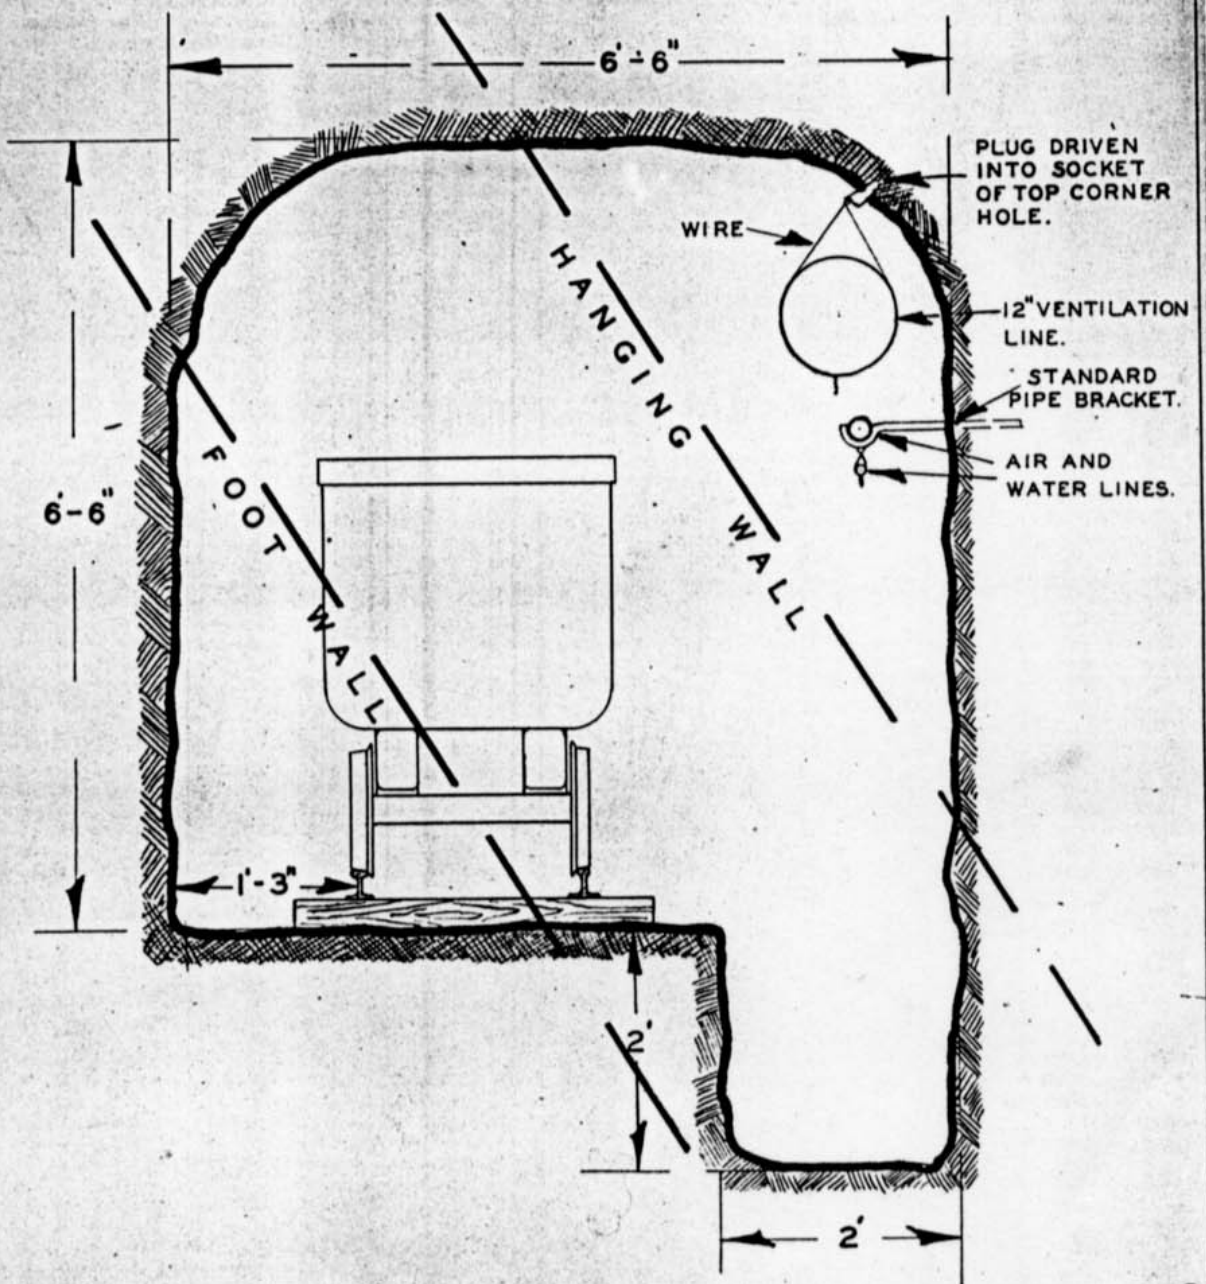 6'-6"
PLUG DRIVEN
INTO SOCKET
OF TOP CORNER
HOLE.
WIRE
HANGING WALL
12" VENTILATION
LINE.
STANDARD
PIPE BRACKET.
AIR AND
WATER LINES.
6'-6"
FOOT WALL
1'-3"
2'
2'